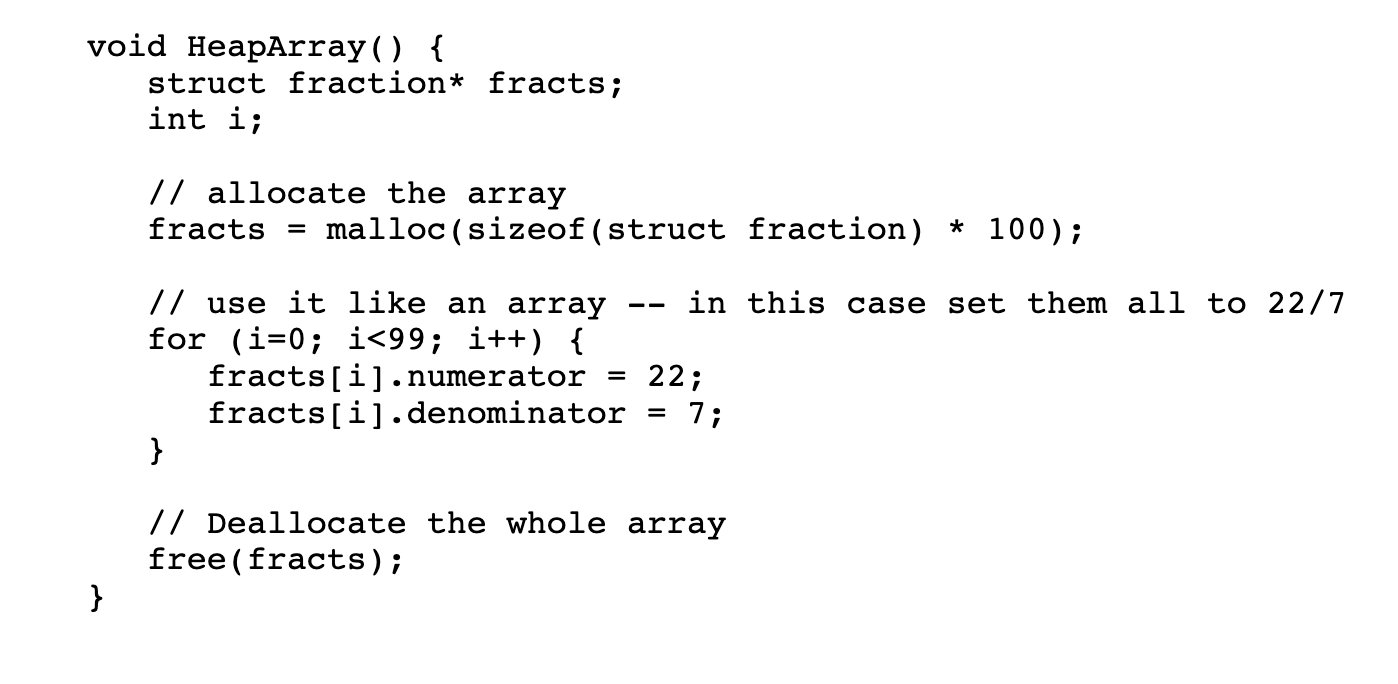 void HeapArray() {
   struct fraction* fracts;
   int i;

   // allocate the array
   fracts = malloc(sizeof(struct fraction) * 100);

   // use it like an array -- in this case set them all to 22/7
   for (i=0; i<99; i++) {
      fracts[i].numerator = 22;
      fracts[i].denominator = 7;
   }

   // Deallocate the whole array
   free(fracts);
}